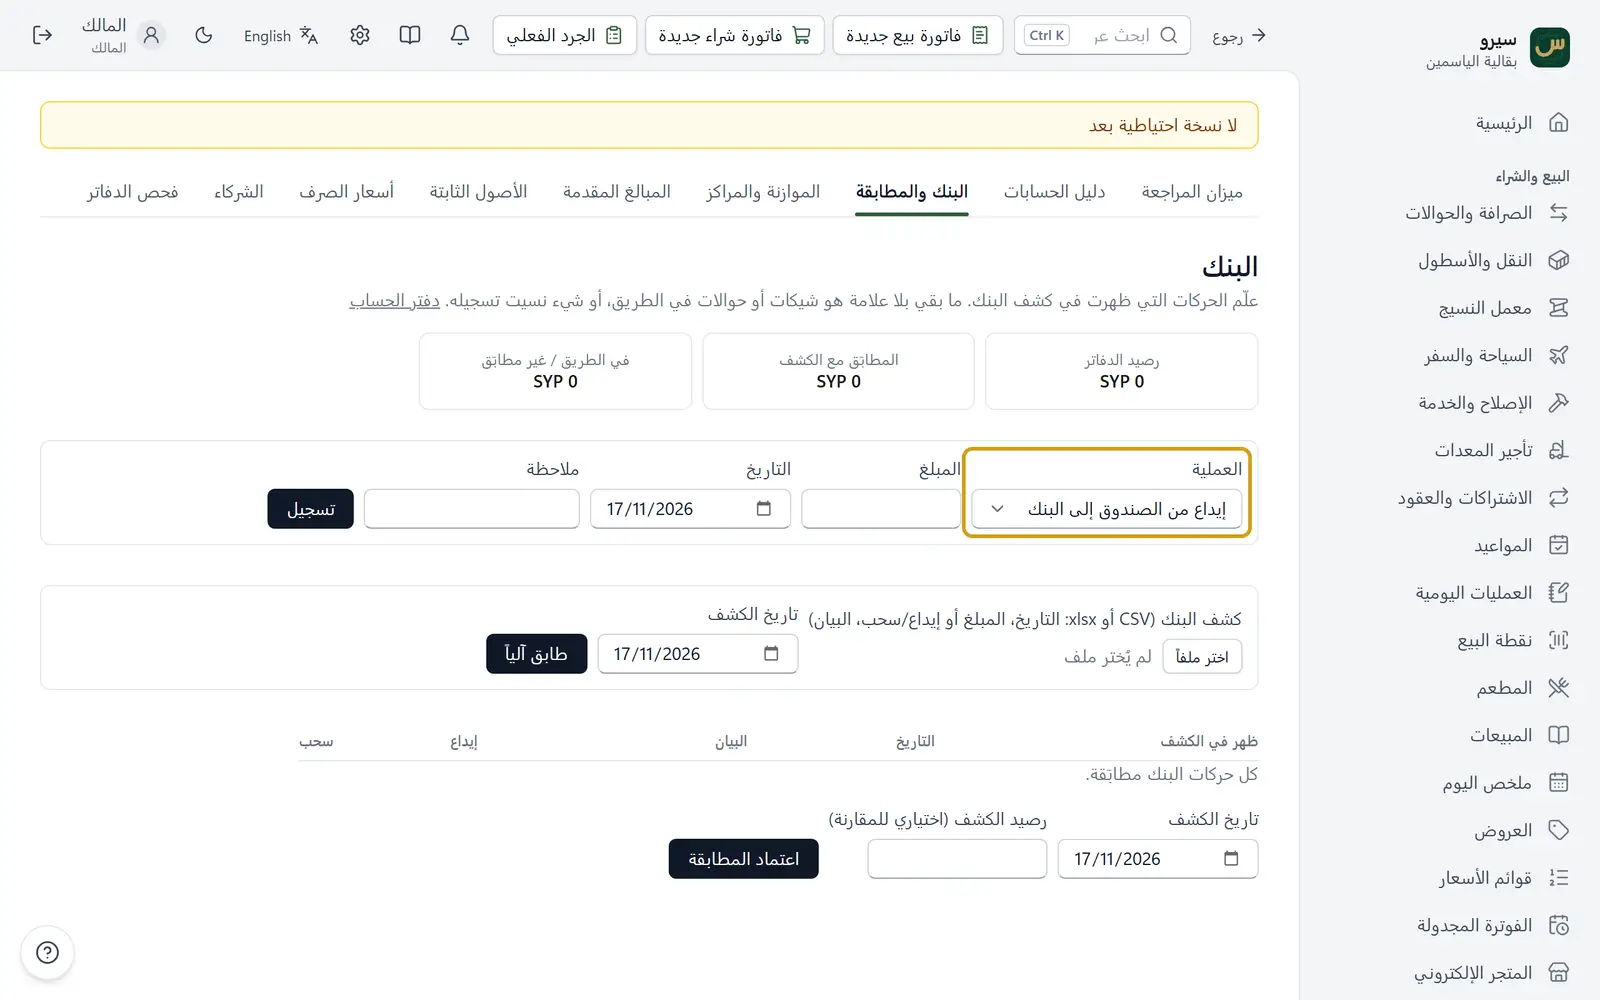 سيرو
بقالية الياسمين
رجوع
ابحث عر
Ctrl K
فاتورة بيع جديدة
فاتورة شراء جديدة
الجرد الفعلي
English
المالك
المالك
الرئيسية
البيع والشراء
الصرافة والحوالات
النقل والأسطول
معمل النسيج
السياحة والسفر
الإصلاح والخدمة
تأجير المعدات
الاشتراكات والعقود
المواعيد
العمليات اليومية
نقطة البيع
المطعم
المبيعات
ملخص اليوم
العروض
قوائم الأسعار
الفوترة المجدولة
المتجر الإلكتروني
لا نسخة احتياطية بعد
ميزان المراجعة
دليل الحسابات
البنك والمطابقة
الموازنة والمراكز
المبالغ المقدمة
الأصول الثابتة
أسعار الصرف
الشركاء
فحص الدفاتر
البنك
علّم الحركات التي ظهرت في كشف البنك. ما بقي بلا علامة هو شيكات أو حوالات في الطريق، أو شيء نسيت تسجيله. دفتر الحساب
رصيد الدفاتر
SYP 0
المطابَق مع الكشف
SYP 0
في الطريق / غير مطابَق
SYP 0
العملية
المبلغ
التاريخ
ملاحظة
إيداع من الصندوق إلى البنك
17/11/2026
تسجيل
كشف البنك (CSV أو xlsx: التاريخ، المبلغ أو إيداع/سحب، البيان)
تاريخ الكشف
اختر ملفاً
لم يُختر ملف
17/11/2026
طابق آلياً
ظهر في الكشف
التاريخ
البيان
إيداع
سحب
كل حركات البنك مطابَقة.
تاريخ الكشف
رصيد الكشف (اختياري للمقارنة)
17/11/2026
اعتماد المطابقة